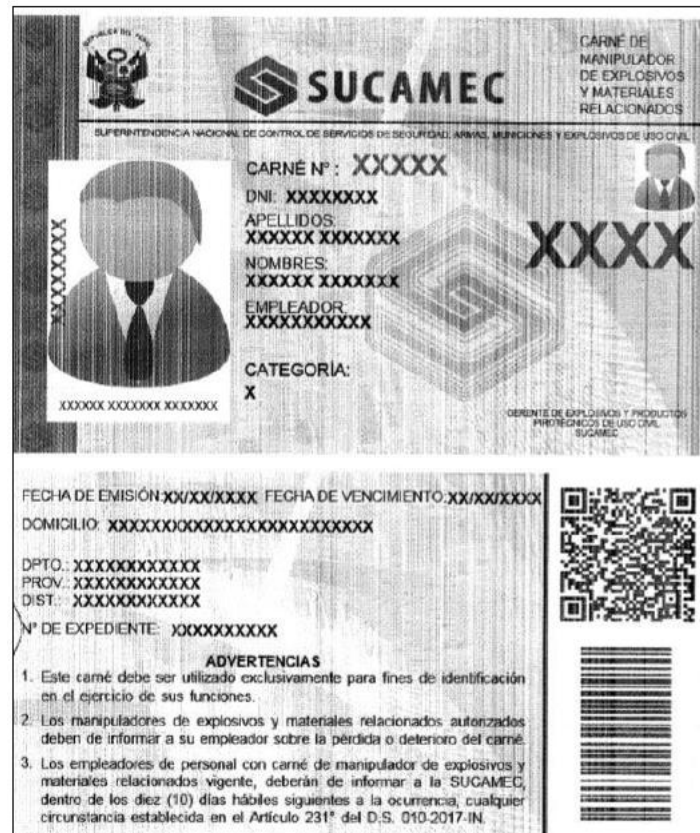 REPÚBLICA DEL PERÚ
SUCAMEC
CARNÉ DE
MANIPULADOR
DE EXPLOSIVOS
Y MATERIALES
RELACIONADOS
SUPERINTENDENCIA NACIONAL DE CONTROL DE SERVICIOS DE SEGURIDAD, ARMAS, MUNICIONES Y EXPLOSIVOS DE USO CIVIL
CARNÉ Nº : XXXXX
DNI: XXXXXXXX
APELLIDOS:
XXXXXX XXXXXXX
NOMBRES:
XXXXXX XXXXXXX
EMPLEADOR:
XXXXXXXXXXX
CATEGORÍA:
X
XXXXXXXXX
XXXXXX XXXXXXX XXXXXXX
XXXX
GERENTE DE EXPLOSIVOS Y PRODUCTOS
PIROTÉCNICOS DE USO CIVIL
SUCAMEC
FECHA DE EMISIÓN:XX/XX/XXXX FECHA DE VENCIMIENTO:XX/XX/XXXX
DOMICILIO: XXXXXXXXXXXXXXXXXXXXXXXXX
DPTO.: XXXXXXXXXXXX
PROV.: XXXXXXXXXXXX
DIST.: XXXXXXXXXXXX
N° DE EXPEDIENTE: XXXXXXXXXX
ADVERTENCIAS
1. Este carné debe ser utilizado exclusivamente para fines de identificación
en el ejercicio de sus funciones.
2. Los manipuladores de explosivos y materiales relacionados autorizados
deben de informar a su empleador sobre la pérdida o deterioro del carné.
3. Los empleadores de personal con carné de manipulador de explosivos y
materiales relacionados vigente, deberán de informar a la SUCAMEC,
dentro de los diez (10) días hábiles siguientes a la ocurrencia, cualquier
circunstancia establecida en el Artículo 231° del D.S. 010-2017-IN.